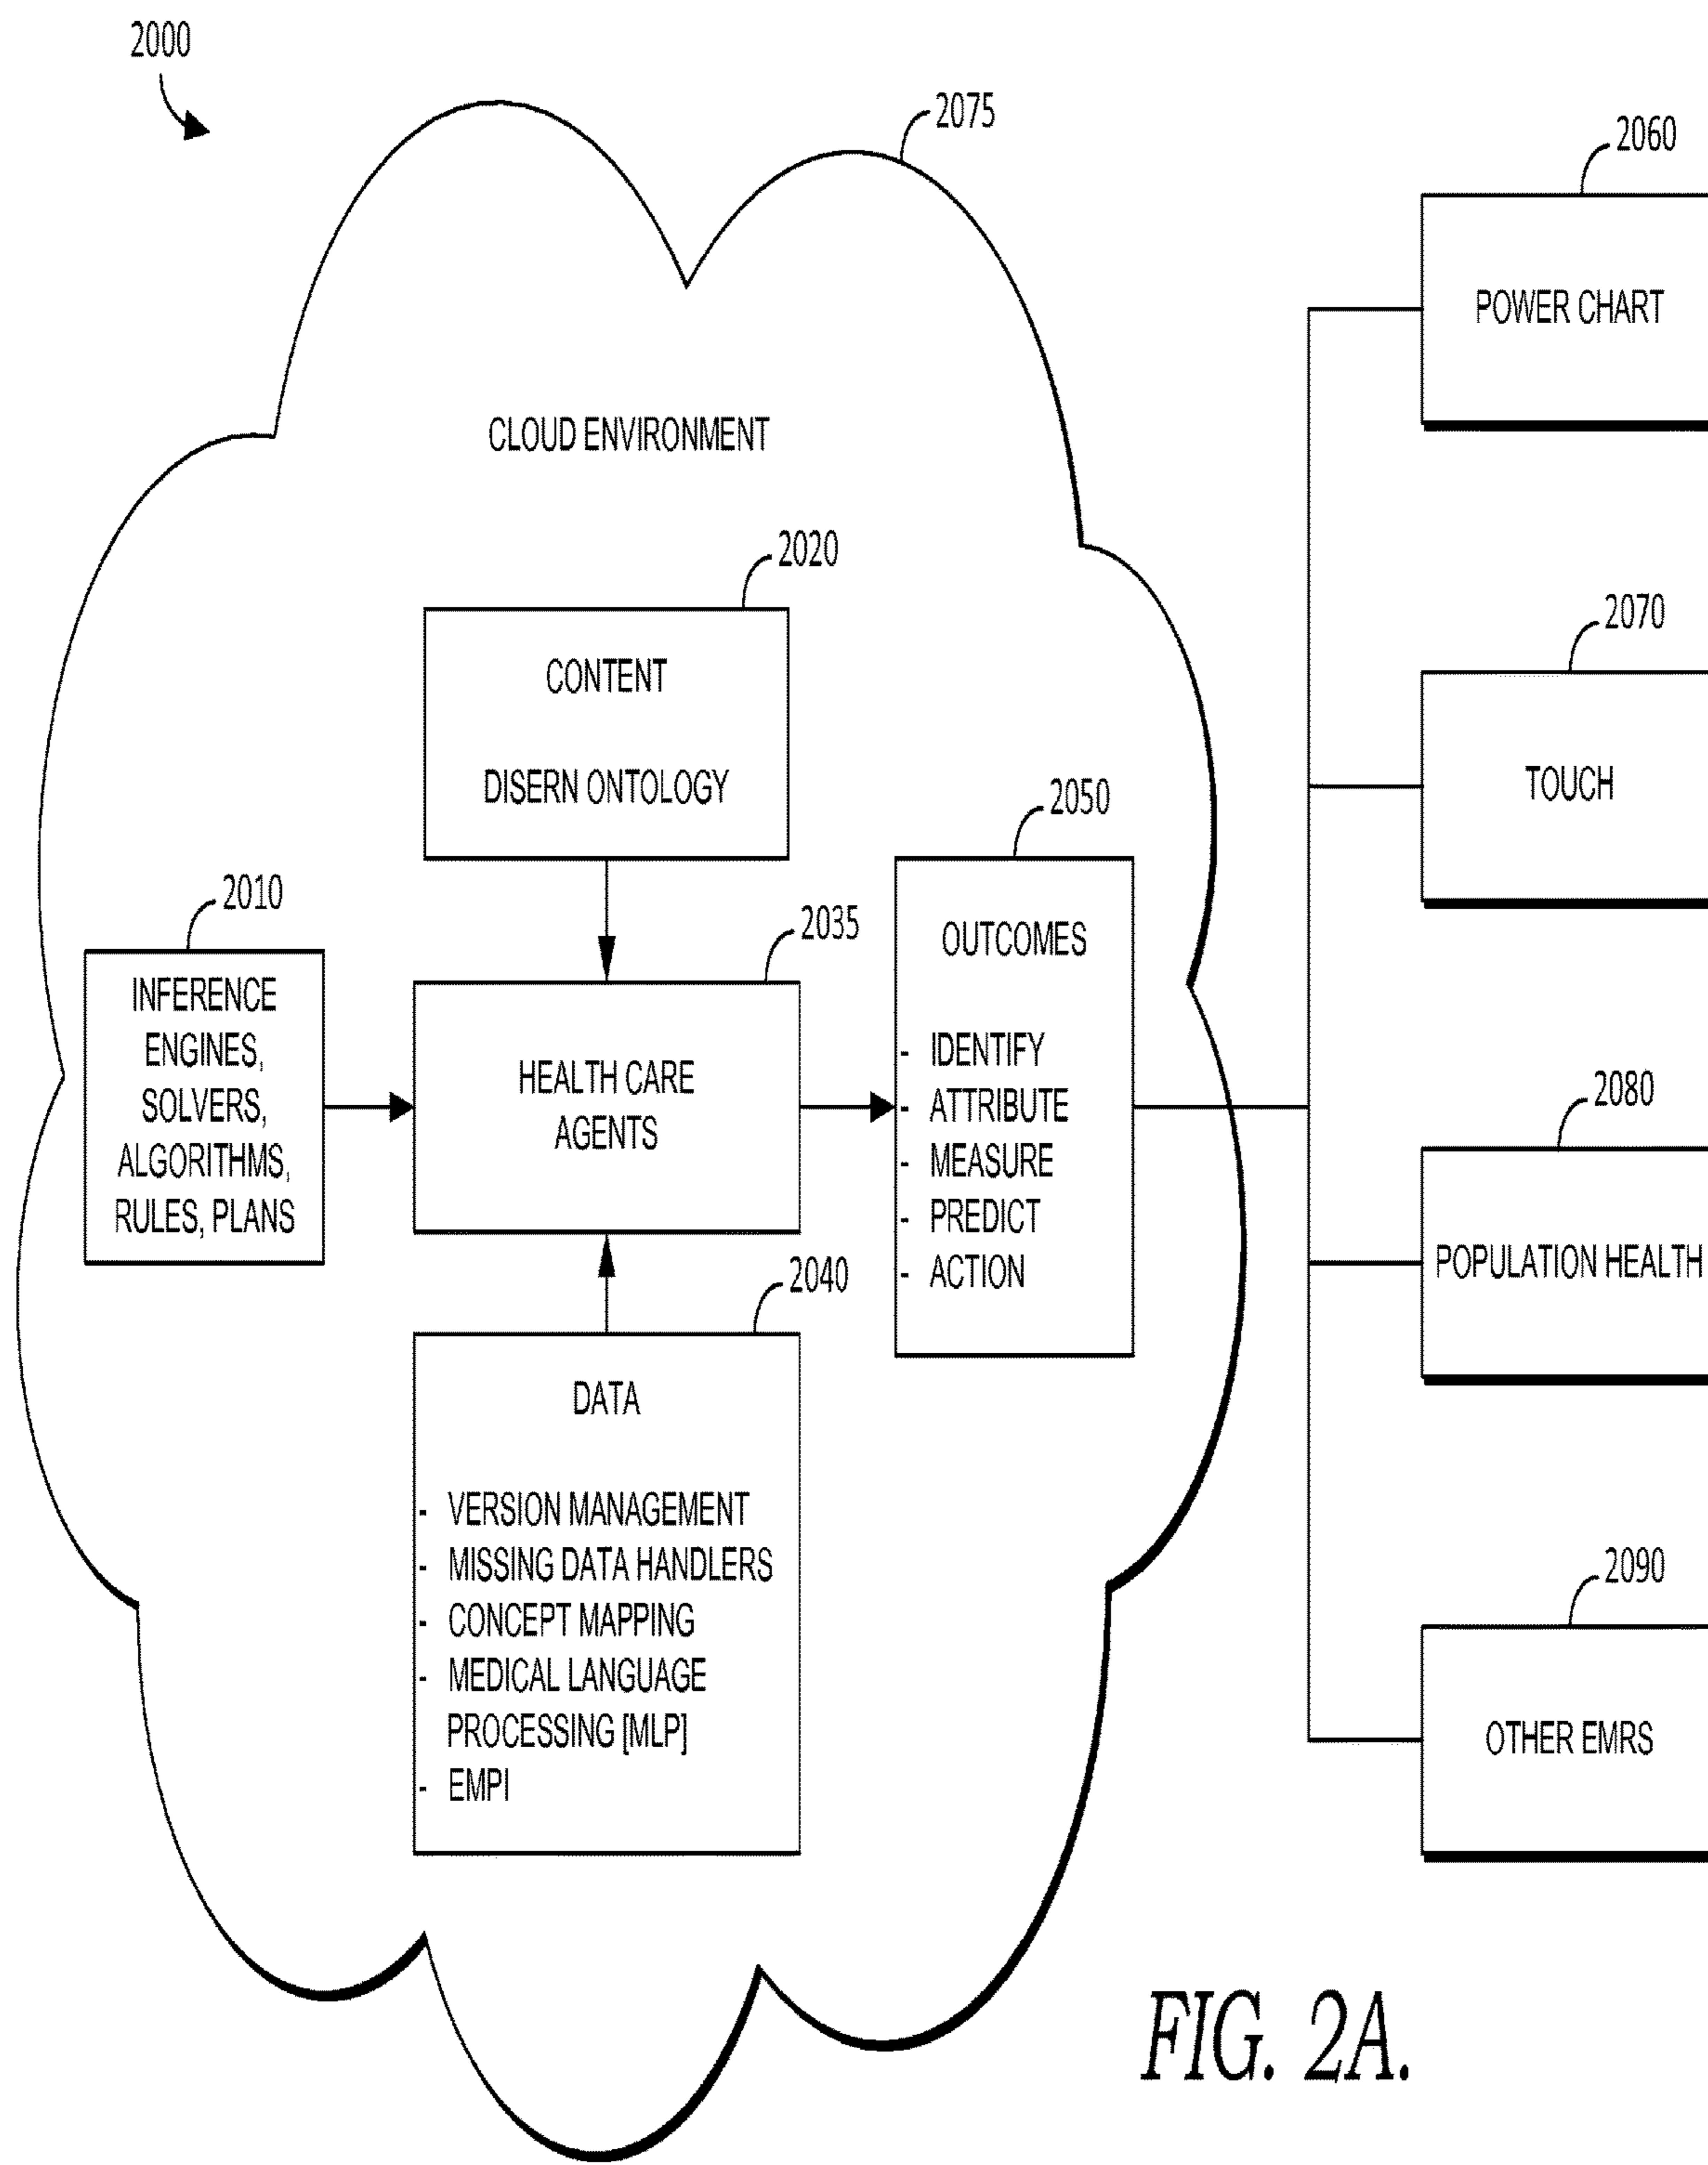 2000
2075
2060
POWER CHART
CLOUD ENVIRONMENT
2020
CONTENT
DISERN ONTOLOGY
2070
TOUCH
2010
INFERENCE
ENGINES,
SOLVERS,
ALGORITHMS,
RULES, PLANS
2035
HEALTH CARE
AGENTS
2050
OUTCOMES
- IDENTIFY
- ATTRIBUTE
- MEASURE
- PREDICT
- ACTION
2080
POPULATION HEALTH
2040
DATA
- VERSION MANAGEMENT
- MISSING DATA HANDLERS
- CONCEPT MAPPING
- MEDICAL LANGUAGE
PROCESSING [MLP]
- EMPI
2090
OTHER EMRS
FIG. 2A.